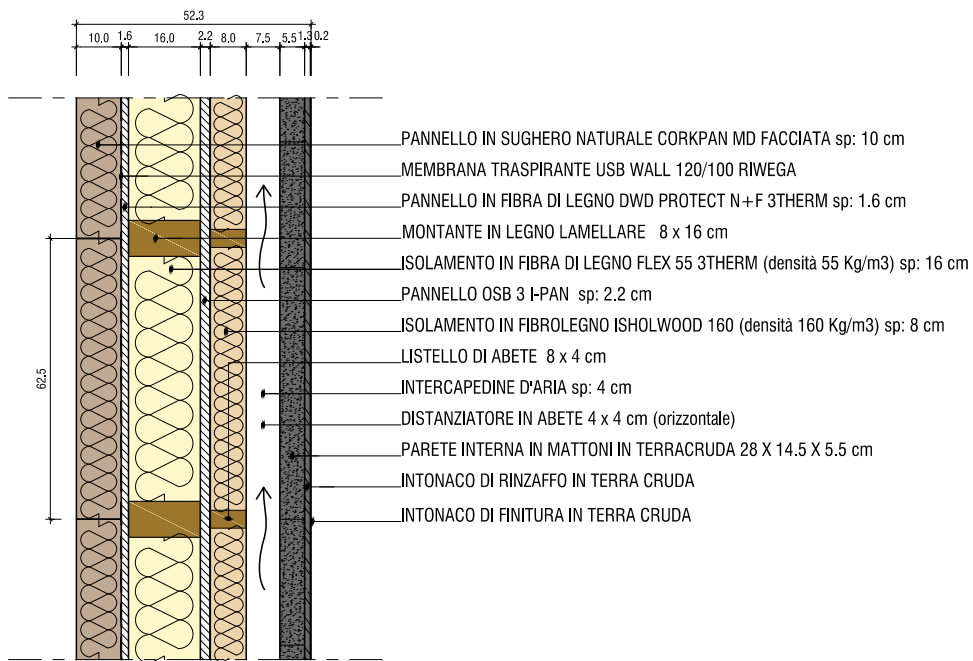 52.3
10,0 1.6 16,0 2.2 8,0 7.5 5.5 1.3 0.2
PANNELLO IN SUGHERO NATURALE CORKPAN MD FACCIATA sp: 10 cm
MEMBRANA TRASPIRANTE USB WALL 120/100 RIWEGA
PANNELLO IN FIBRA DI LEGNO DWD PROTECT N+F 3THERM sp: 1.6 cm
MONTANTE IN LEGNO LAMELLARE 8 x 16 cm
ISOLAMENTO IN FIBRA DI LEGNO FLEX 55 3THERM (densità 55 Kg/m3) sp: 16 cm
PANNELLO OSB 3 I-PAN sp: 2.2 cm
ISOLAMENTO IN FIBROLEGNO ISHOLWOOD 160 (densità 160 Kg/m3) sp: 8 cm
LISTELLO DI ABETE 8 x 4 cm
62.5
INTERCAPEDINE D'ARIA sp: 4 cm
DISTANZIATORE IN ABETE 4 x 4 cm (orizzontale)
PARETE INTERNA IN MATTONI IN TERRACRUDA 28 X 14.5 X 5.5 cm
INTONACO DI RINZAFFO IN TERRA CRUDA
INTONACO DI FINITURA IN TERRA CRUDA